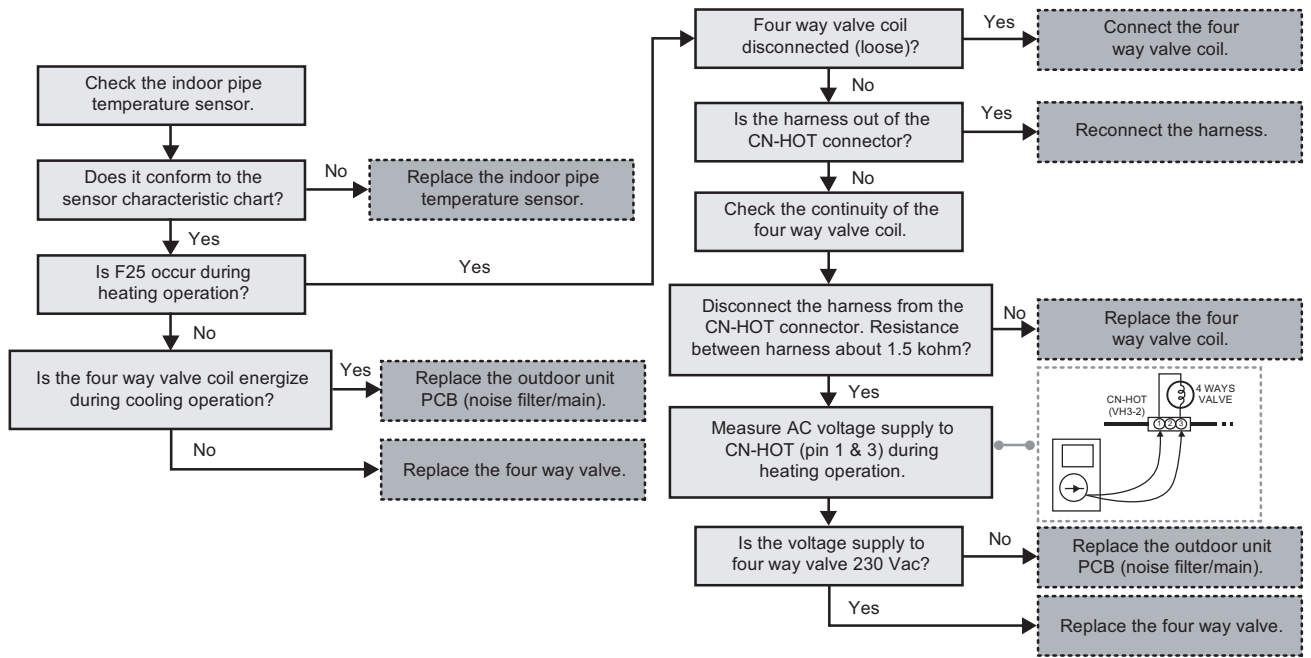 Check the indoor pipe
temperature sensor.
Does it conform to the
sensor characteristic chart?
No
Replace the indoor pipe
temperature sensor.
Yes
Is F25 occur during
heating operation?
Yes
No
Is the four way valve coil energize
during cooling operation?
Yes
Replace the outdoor unit
PCB (noise filter/main).
No
Replace the four way valve.
Four way valve coil
disconnected (loose)?
Yes
Connect the four
way valve coil.
No
Is the harness out of the
CN-HOT connector?
Yes
Reconnect the harness.
No
Check the continuity of the
four way valve coil.
Disconnect the harness from the
CN-HOT connector. Resistance
between harness about 1.5 kohm?
No
Replace the four
way valve coil.
Yes
Measure AC voltage supply to
CN-HOT (pin 1 & 3) during
heating operation.
CN-HOT
(VH3-2)
4 WAYS
VALVE
1 2 3
Is the voltage supply to
four way valve 230 Vac?
No
Replace the outdoor unit
PCB (noise filter/main).
Yes
Replace the four way valve.